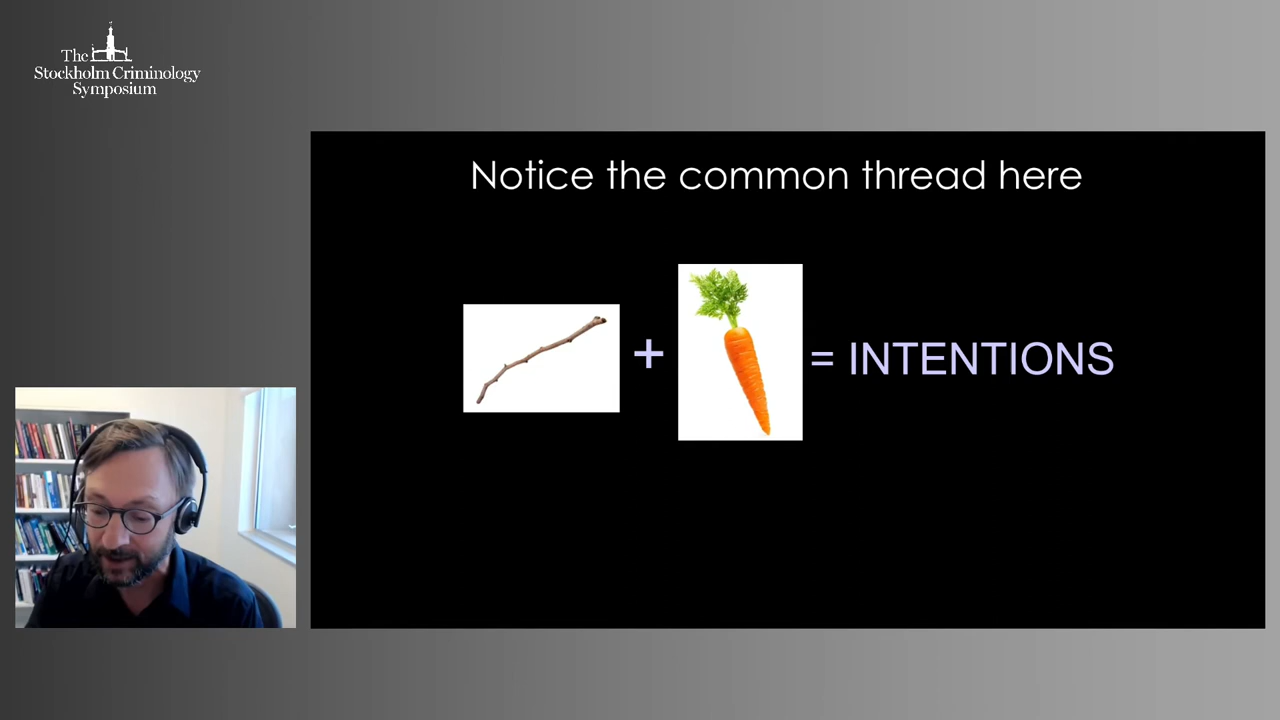 The
Stockholm Criminology
Symposium
Notice the common thread here
+ = INTENTIONS